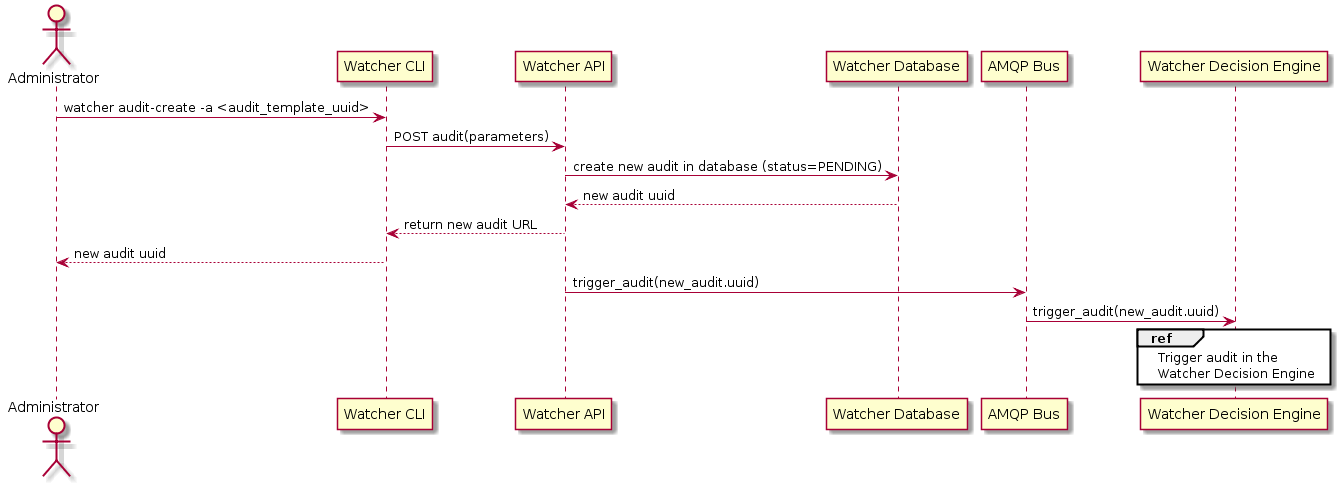 Administrator
Watcher CLI
Watcher API
Watcher Database
AMQP Bus
Watcher Decision Engine
watcher audit-create -a <audit_template_uuid>
POST audit(parameters)
create new audit in database (status=PENDING)
new audit uuid
return new audit URL
new audit uuid
trigger_audit(new_audit.uuid)
trigger_audit(new_audit.uuid)
ref
Trigger audit in the
Watcher Decision Engine
Administrator
Watcher CLI
Watcher API
Watcher Database
AMQP Bus
Watcher Decision Engine